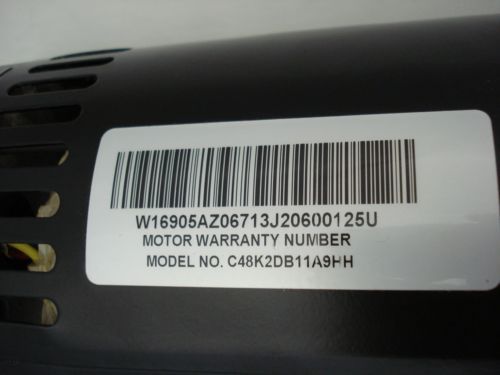 W16905AZ06713J20600125U
MOTOR WARRANTY NUMBER
MODEL NO. C48K2DB11A9HH